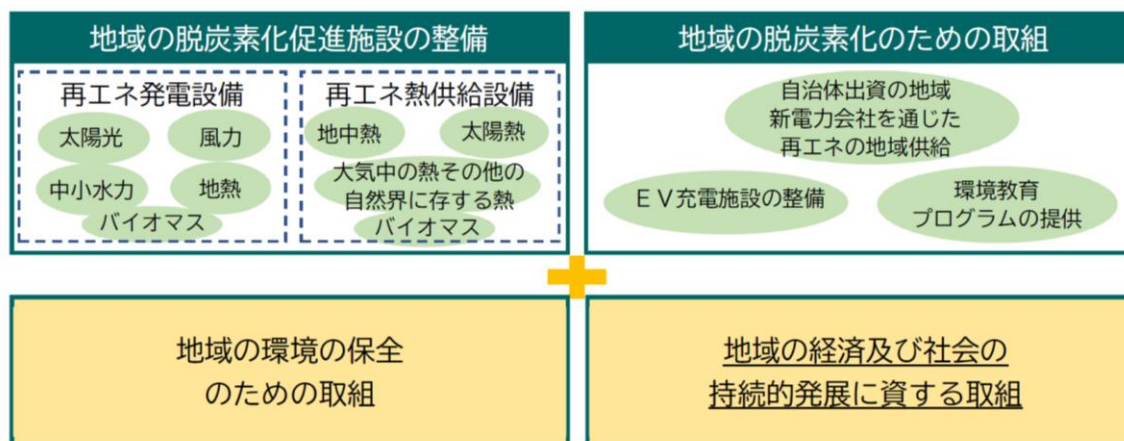 地域の脱炭素化促進施設の整備
再エネ発電設備
太陽光
風力
中小水力
地熱
バイオマス
再エネ熱供給設備
地中熱
太陽熱
大気中の熱その他の
自然界に存する熱
バイオマス
地域の脱炭素化のための取組
自治体出資の地域
新電力会社を通じた
再エネの地域供給
ＥＶ充電施設の整備
環境教育
プログラムの提供
地域の環境の保全
のための取組
地域の経済及び社会の
持続的発展に資する取組